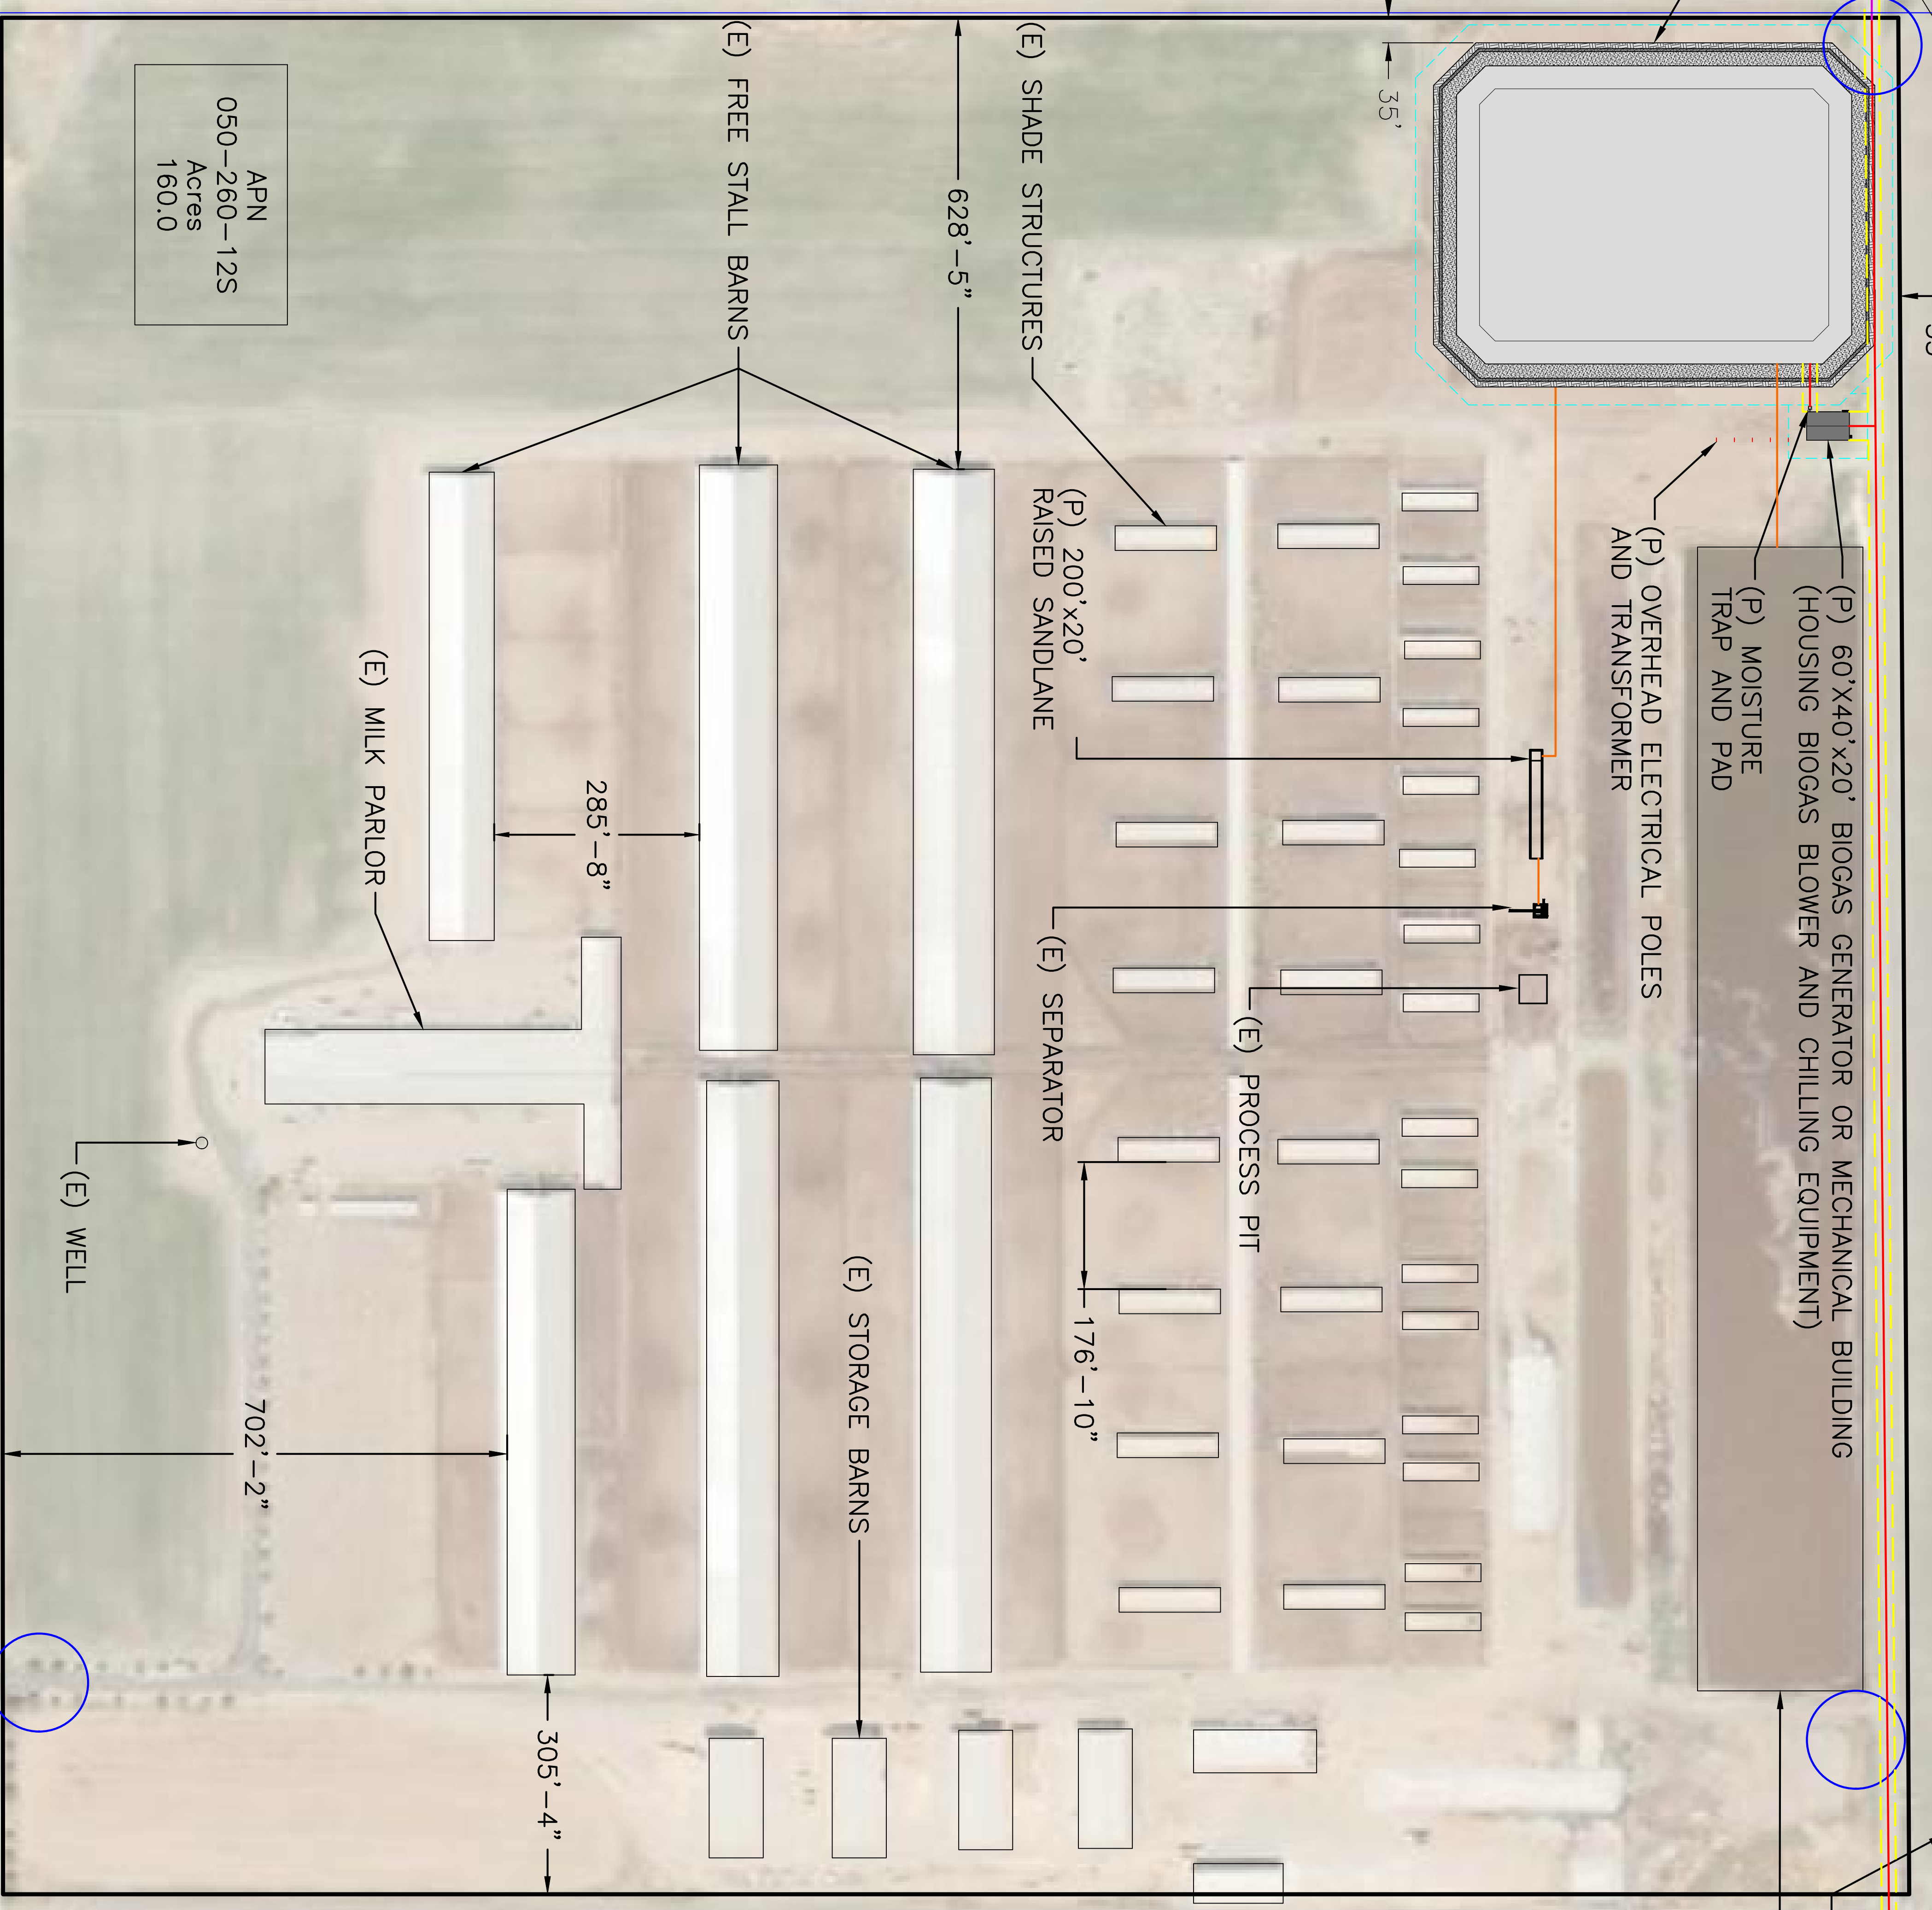 (P) 60'X40'x20' BIOGAS GENERATOR OR MECHANICAL BUILDING
(HOUSING BIOGAS BLOWER AND CHILLING EQUIPMENT)
(P) MOISTURE
TRAP AND PAD
(P) OVERHEAD ELECTRICAL POLES
AND TRANSFORMER
35'
(E) PROCESS PIT
176'-10"
(P) 200'x20'
RAISED SANDLANE
(E) SEPARATOR
(E) SHADE STRUCTURES
628'-5"
(E) STORAGE BARNS
(E) FREE STALL BARNS
285'-8"
305'-4"
(E) MILK PARLOR
702'-2"
APN
050-260-12S
Acres
160.0
(E) WELL